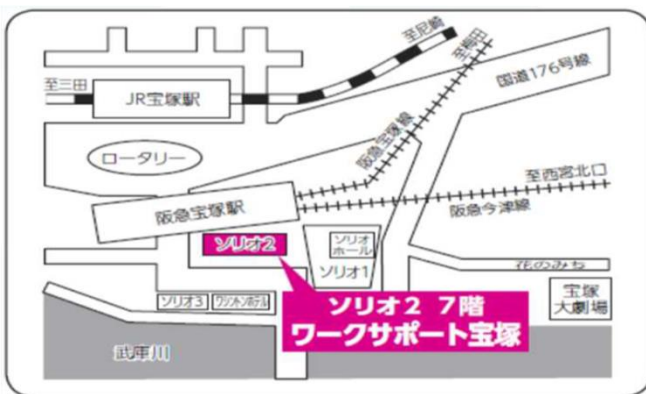 至尼崎
至梅田
国道176号線
至三田
JR宝塚駅
阪急宝塚線
ロータリー
至西宮北口
阪急宝塚駅
阪急今津線
ソリオ2
ソリオ
ホール
ソリオ1
花のみち
宝塚
大劇場
ソリオ3
ワシントンホテル
ソリオ2 7階
ワークサポート宝塚
武庫川